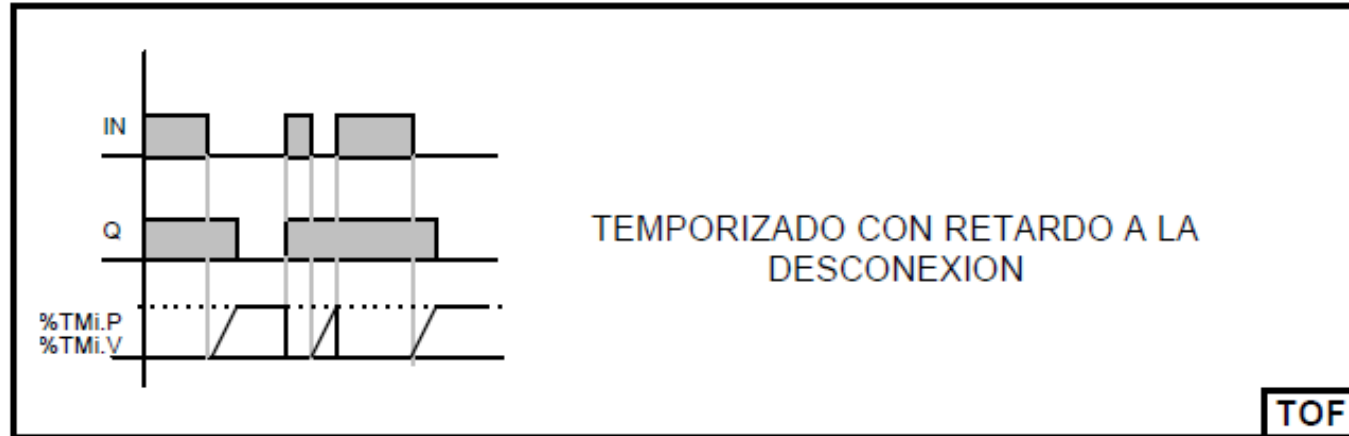 IN
Q
TEMPORIZADO CON RETARDO A LA
DESCONEXION
%TMi.P
%TMi.V
TOF